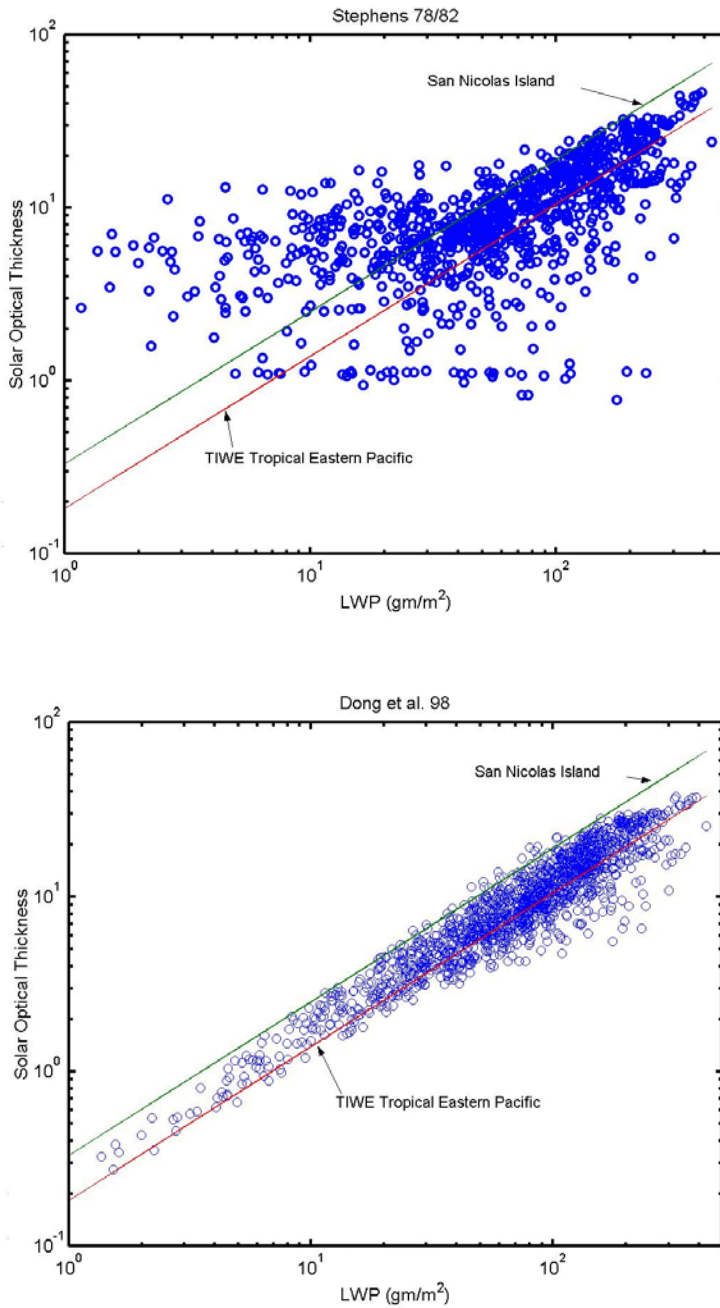 Stephens 78/82
10²
San Nicolas Island
10¹
Solar Optical Thickness
10⁰
TIWE Tropical Eastern Pacific
10⁻¹
10⁰ 10¹ 10²
LWP (gm/m²)
Dong et al. 98
10²
San Nicolas Island
10¹
Solar Optical Thickness
10⁰
TIWE Tropical Eastern Pacific
10⁻¹
10⁰ 10¹ 10²
LWP (gm/m²)